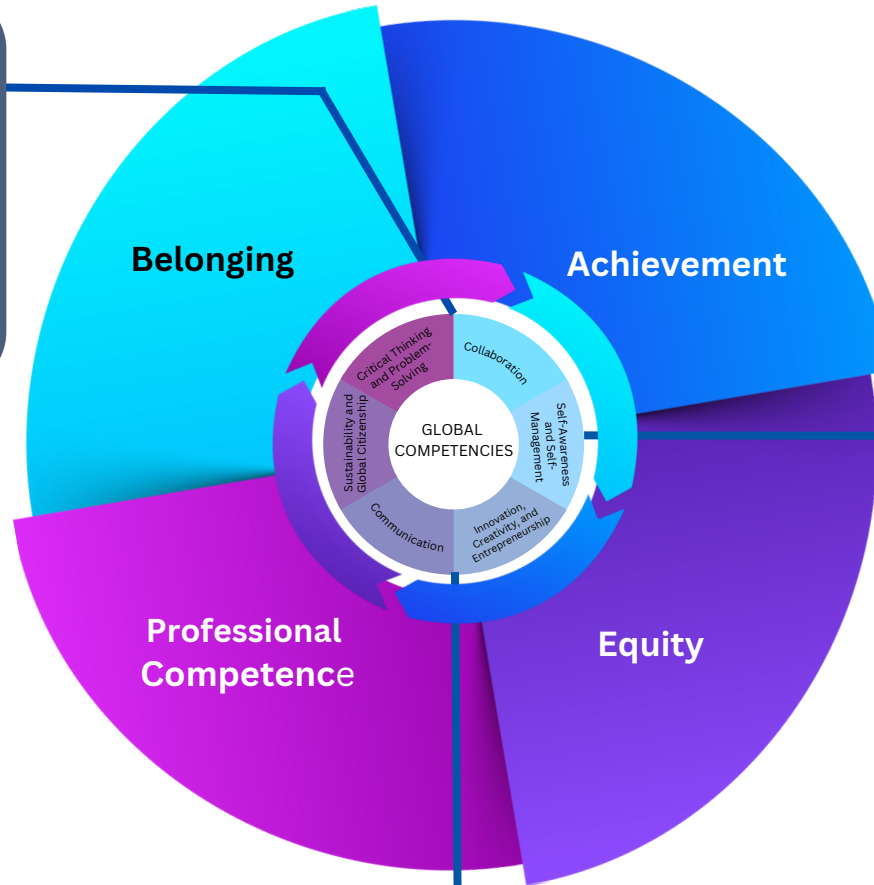 Belonging
Achievement
Critical Thinking
and Problem-
Solving
Collaboration
Sustainability and
Global Citizenship
GLOBAL
COMPETENCIES
Self-Awareness
and Self-
Management
Communication
Innovation,
Creativity, and
Entrepreneurship
Professional
Competence
Equity